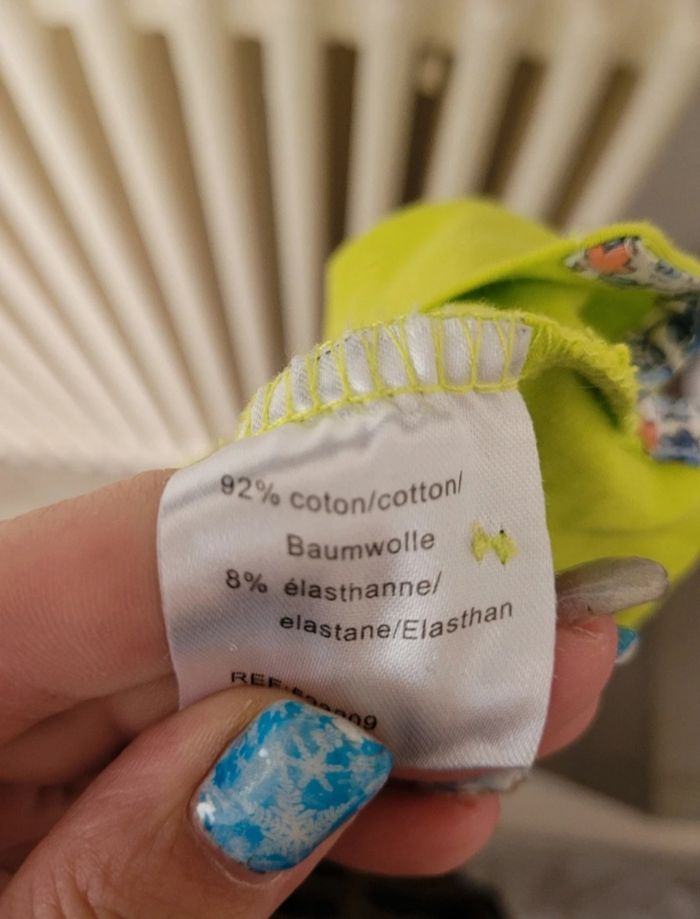 92% coton/cotton/
Baumwolle
8% élasthanne/
elastane/Elasthan